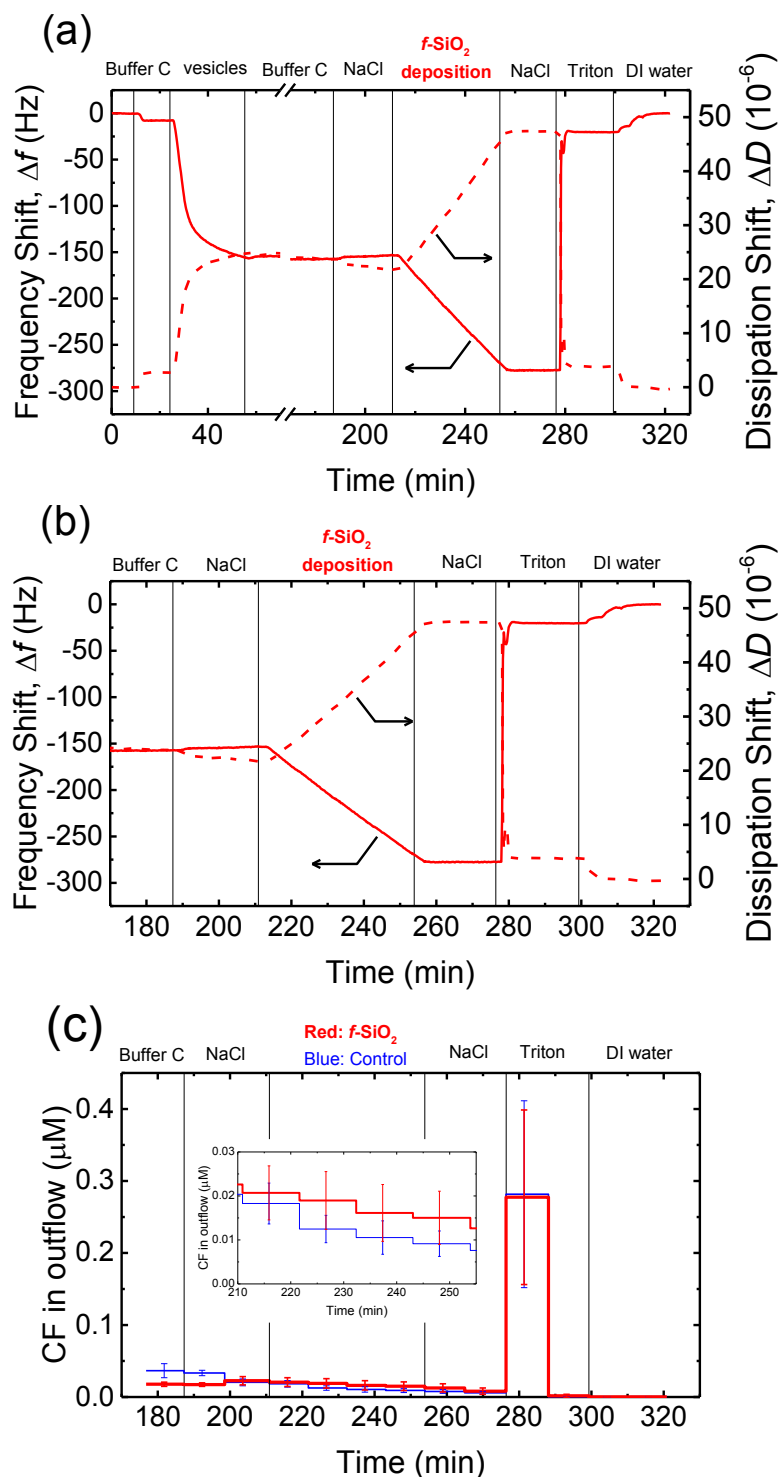 (a)
f-SiO2
deposition
Buffer C vesicles Buffer C NaCl NaCl Triton DI water
Frequency Shift, Δf (Hz)
0
-50
-100
-150
-200
-250
-300
50
40
30
20
10
0
Dissipation Shift, ΔD (10-6)
0 40 200 240 280 320
Time (min)
(b)
f-SiO2
deposition
Buffer C NaCl NaCl Triton DI water
Frequency Shift, Δf (Hz)
0
-50
-100
-150
-200
-250
-300
50
40
30
20
10
0
Dissipation Shift, ΔD (10-6)
180 200 220 240 260 280 300 320
Time (min)
(c)
Red: f-SiO2
Buffer C NaCl Blue: Control NaCl Triton DI water
CF in outflow (μM)
0.4
0.3
0.2
0.1
0.0
CF in outflow (μM)
0.03
0.02
0.01
0.00
210 220 230 240 250
Time (min)
180 200 220 240 260 280 300 320
Time (min)